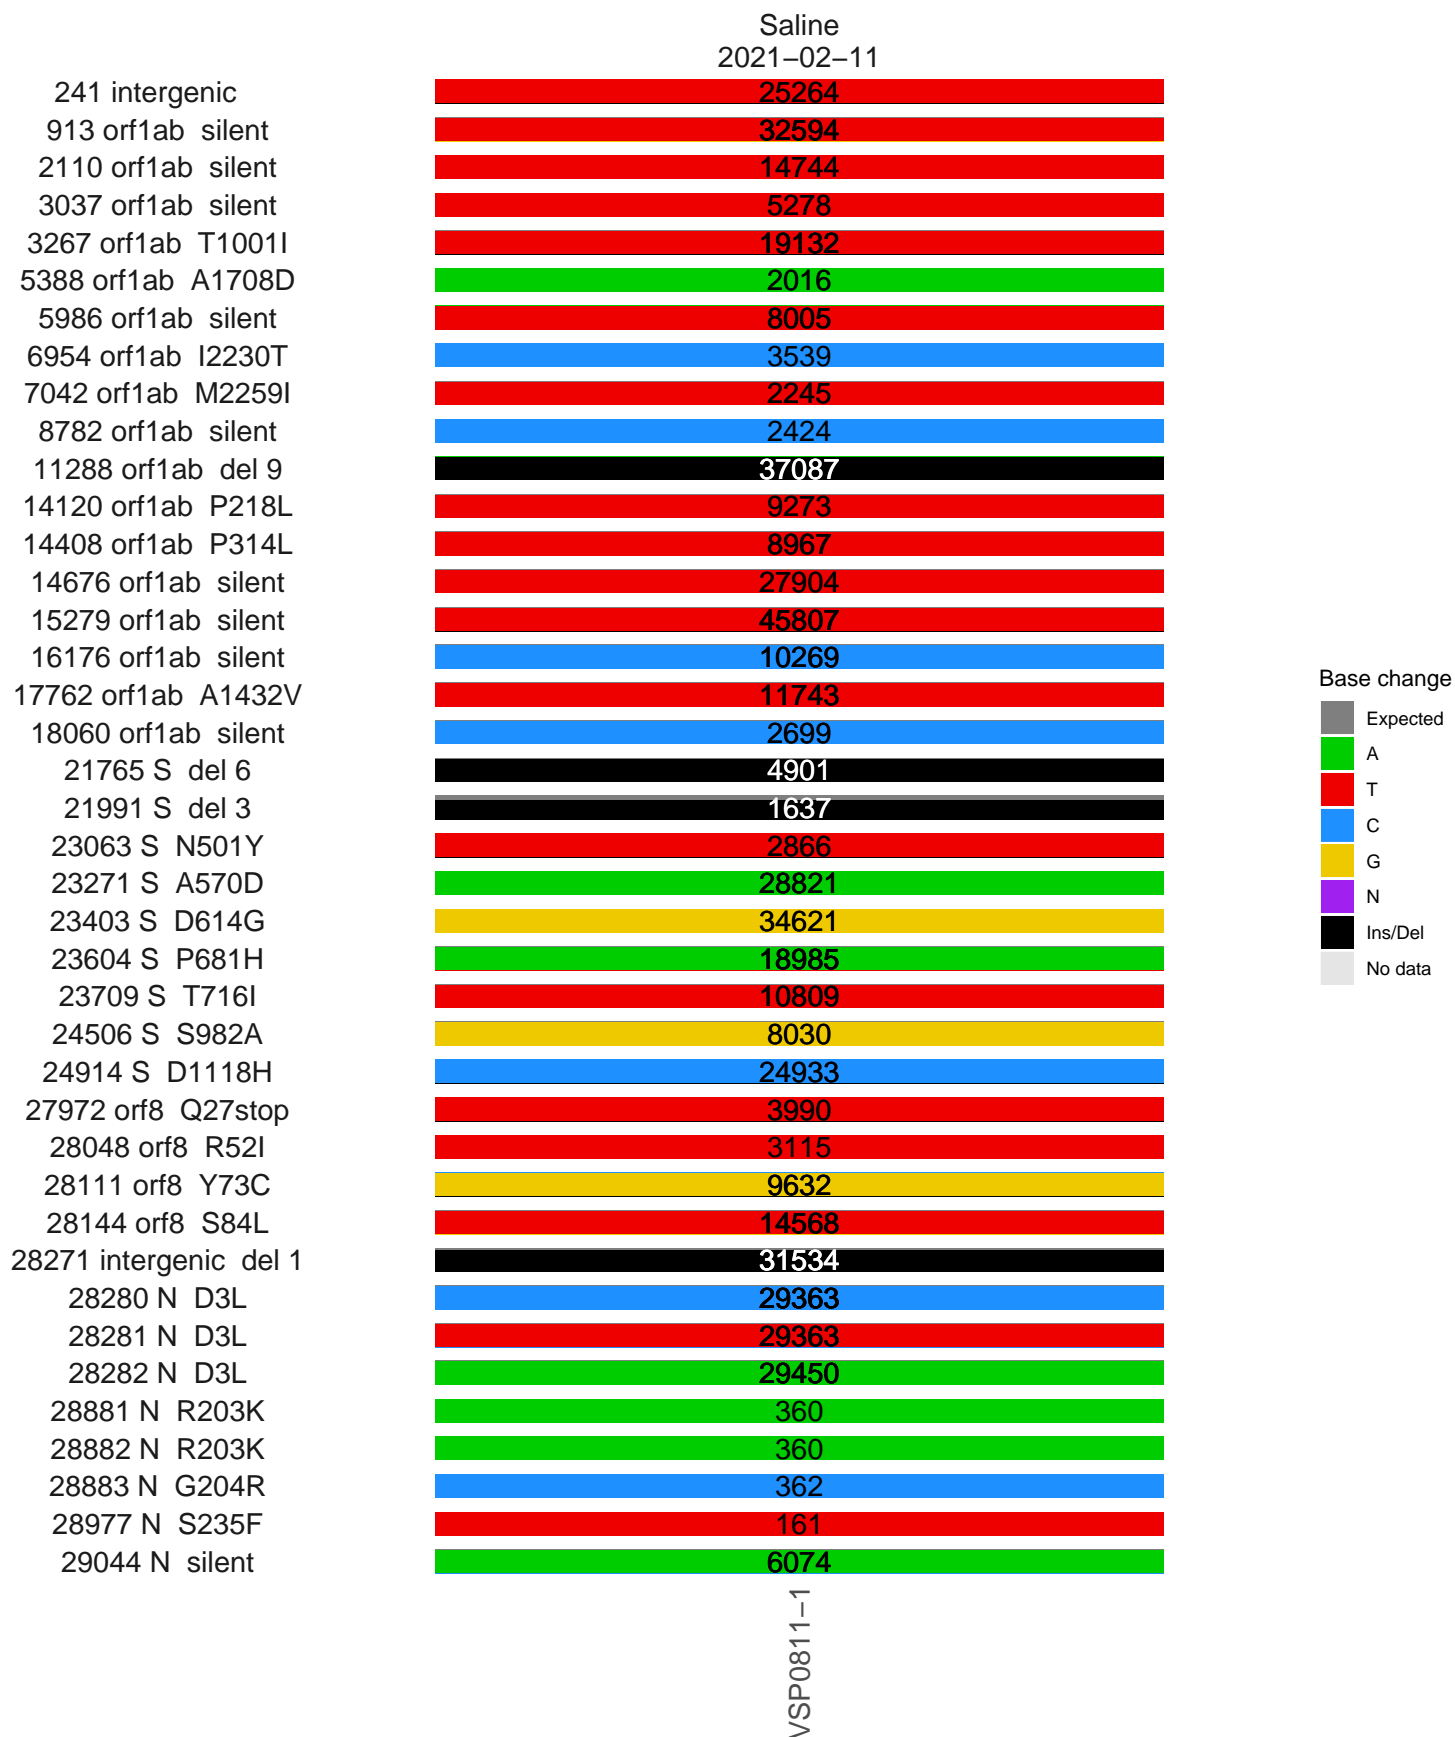 Saline
2021−02−11
241 intergenic 25264
913 orf1ab silent 32594
2110 orf1ab silent 14744
3037 orf1ab silent 5278
3267 orf1ab T1001I 19132
5388 orf1ab A1708D 2016
5986 orf1ab silent 8005
6954 orf1ab I2230T 3539
7042 orf1ab M2259I 2245
8782 orf1ab silent 2424
11288 orf1ab del 9 37087
14120 orf1ab P218L 9273
14408 orf1ab P314L 8967
14676 orf1ab silent 27904
15279 orf1ab silent 45807
16176 orf1ab silent 10269
17762 orf1ab A1432V 11743
18060 orf1ab silent 2699
21765 S del 6 4901
21991 S del 3 1637
23063 S N501Y 2866
23271 S A570D 28821
23403 S D614G 34621
23604 S P681H 18985
23709 S T716I 10809
24506 S S982A 8030
24914 S D1118H 24933
27972 orf8 Q27stop 3990
28048 orf8 R52I 3115
28111 orf8 Y73C 9632
28144 orf8 S84L 14568
28271 intergenic del 1 31534
28280 N D3L 29363
28281 N D3L 29363
28282 N D3L 29450
28881 N R203K 360
28882 N R203K 360
28883 N G204R 362
28977 N S235F 161
29044 N silent 6074
VSP0811−1
Base change
Expected
A
T
C
G
N
Ins/Del
No data